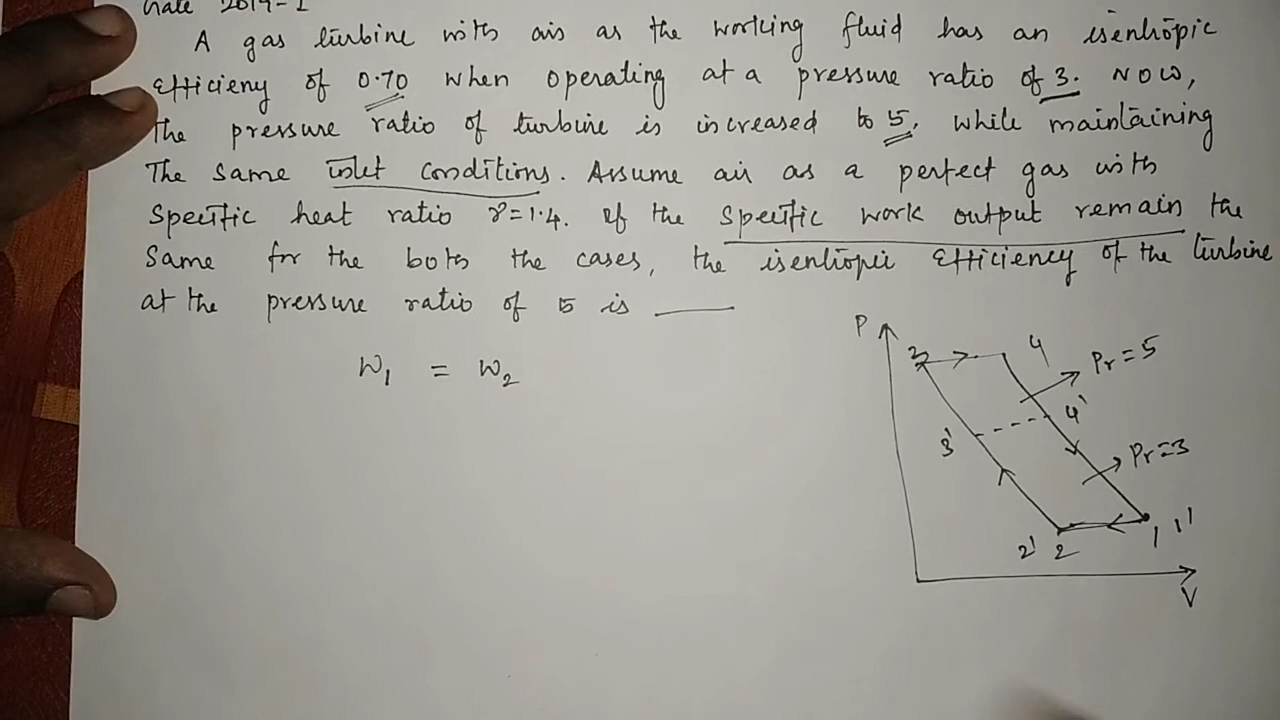 Gate 2014-1
A gas turbine with air as the working fluid has an isentropic
Efficieny of 0.70 when operating at a pressure ratio of 3. Now,
The pressure ratio of turbine is increased to 5, while maintaining
The same inlet conditions. Assume air as a perfect gas with
Specific heat ratio γ=1.4. If the specific work output remain the
Same for the both the cases, the isentropic Efficiency of the turbine
at the pressure ratio of 5 is ____
W1 = W2
P
3
4
Pr=5
4'
3'
Pr=3
2' 2
1 1'
V